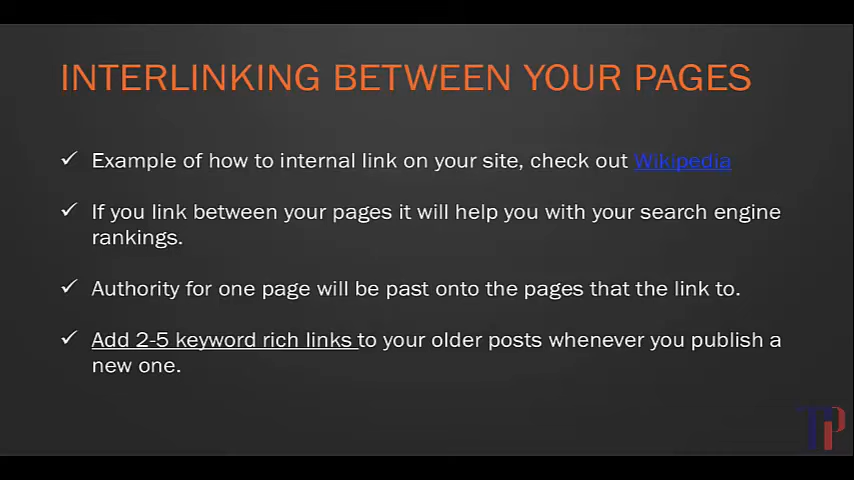 INTERLINKING BETWEEN YOUR PAGES
✓ Example of how to internal link on your site, check out Wikipedia
✓ If you link between your pages it will help you with your search engine
rankings.
✓ Authority for one page will be past onto the pages that the link to.
✓ Add 2-5 keyword rich links to your older posts whenever you publish a
new one.
TP